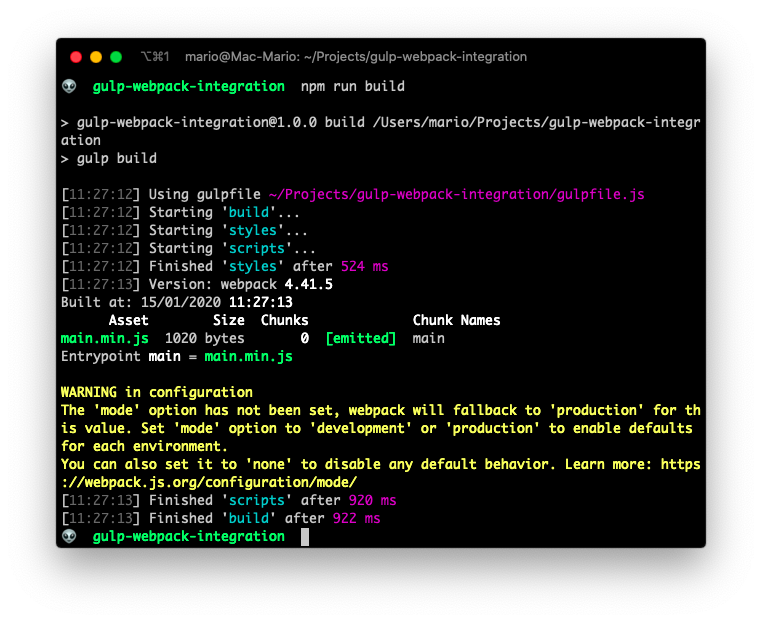 ⌥⌘1 mario@Mac-Mario: ~/Projects/gulp-webpack-integration
👽 gulp-webpack-integration npm run build
> gulp-webpack-integration@1.0.0 build /Users/mario/Projects/gulp-webpack-integr
ation
> gulp build
[11:27:12] Using gulpfile ~/Projects/gulp-webpack-integration/gulpfile.js
[11:27:12] Starting 'build'...
[11:27:12] Starting 'styles'...
[11:27:12] Starting 'scripts'...
[11:27:12] Finished 'styles' after 524 ms
[11:27:13] Version: webpack 4.41.5
Built at: 15/01/2020 11:27:13
Asset Size Chunks Chunk Names
main.min.js 1020 bytes 0 [emitted] main
Entrypoint main = main.min.js
WARNING in configuration
The 'mode' option has not been set, webpack will fallback to 'production' for th
is value. Set 'mode' option to 'development' or 'production' to enable defaults
for each environment.
You can also set it to 'none' to disable any default behavior. Learn more: https
://webpack.js.org/configuration/mode/
[11:27:13] Finished 'scripts' after 920 ms
[11:27:13] Finished 'build' after 922 ms
👽 gulp-webpack-integration